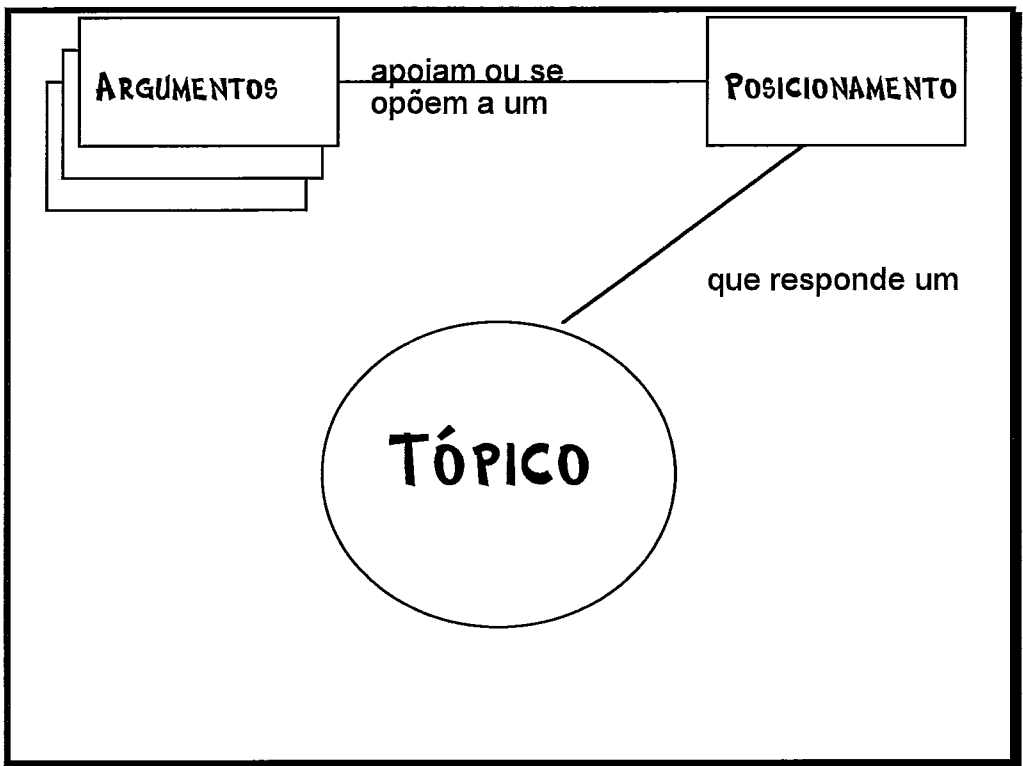 ARGUMENTOS
apoiam ou se
opõem a um
POSICIONAMENTO
que responde um
TÓPICO